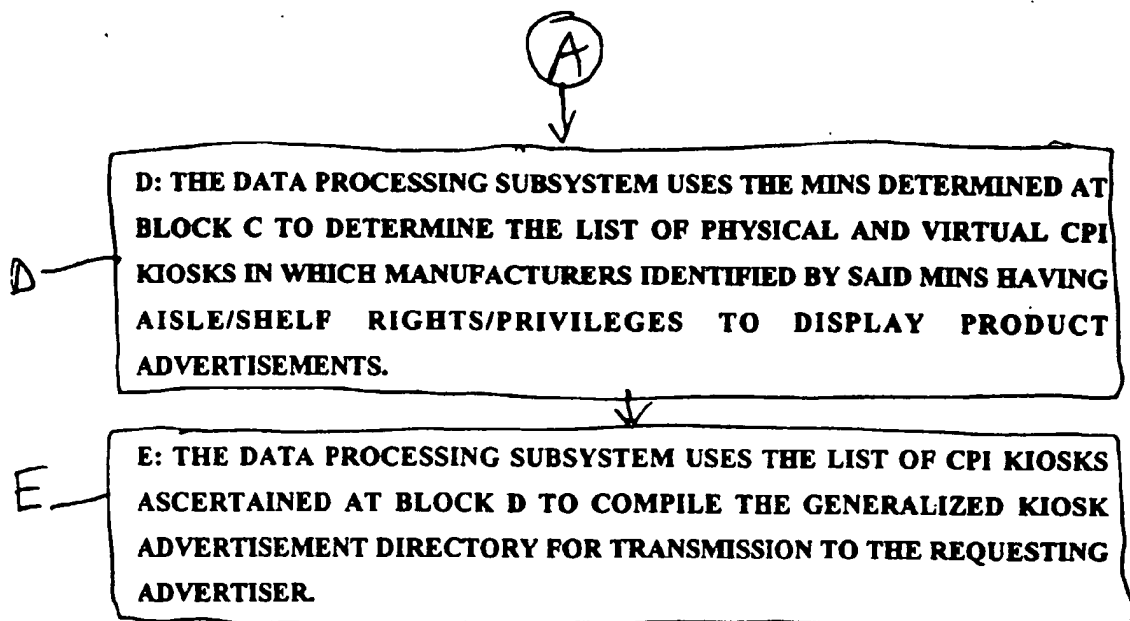 A
D: THE DATA PROCESSING SUBSYSTEM USES THE MINS DETERMINED AT
BLOCK C TO DETERMINE THE LIST OF PHYSICAL AND VIRTUAL CPI
KIOSKS IN WHICH MANUFACTURERS IDENTIFIED BY SAID MINS HAVING
AISLE/SHELF RIGHTS/PRIVILEGES TO DISPLAY PRODUCT
ADVERTISEMENTS.
D
E: THE DATA PROCESSING SUBSYSTEM USES THE LIST OF CPI KIOSKS
ASCERTAINED AT BLOCK D TO COMPILE THE GENERALIZED KIOSK
ADVERTISEMENT DIRECTORY FOR TRANSMISSION TO THE REQUESTING
ADVERTISER.
E